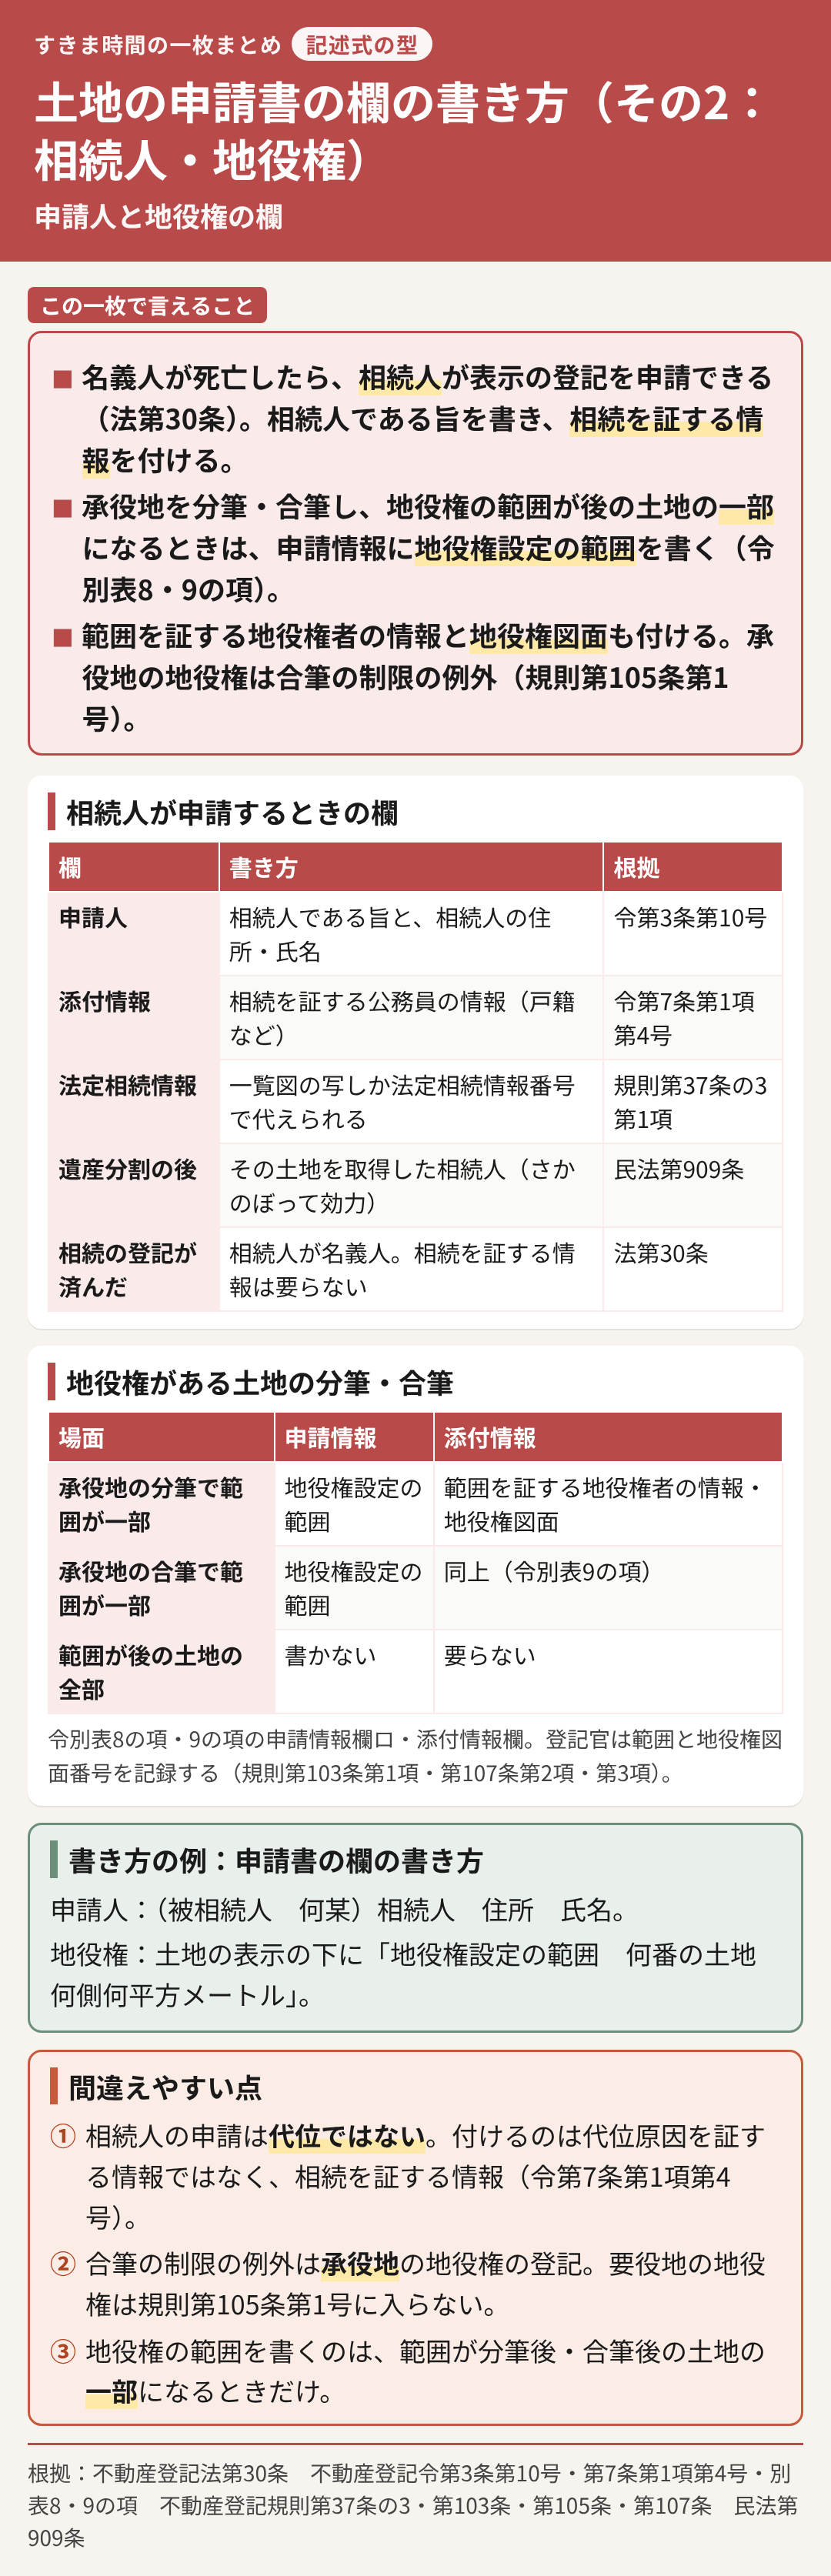 すきま時間の一枚まとめ 記述式の型
土地の申請書の欄の書き方（その2：
相続人・地役権）
申請人と地役権の欄
この一枚で言えること
■ 名義人が死亡したら、相続人が表示の登記を申請できる
（法第30条）。相続人である旨を書き、相続を証する情
報を付ける。
■ 承役地を分筆・合筆し、地役権の範囲が後の土地の一部
になるときは、申請情報に地役権設定の範囲を書く（令
別表8・9の項）。
■ 範囲を証する地役権者の情報と地役権図面も付ける。承
役地の地役権は合筆の制限の例外（規則第105条第1
号）。
相続人が申請するときの欄
欄 書き方 根拠
申請人 相続人である旨と、相続人の住 令第3条第10号
所・氏名
添付情報 相続を証する公務員の情報（戸籍 令第7条第1項
など） 第4号
法定相続情報 一覧図の写しか法定相続情報番号 規則第37条の3
で代えられる 第1項
遺産分割の後 その土地を取得した相続人（さか 民法第909条
のぼって効力）
相続の登記が 相続人が名義人。相続を証する情 法第30条
済んだ 報は要らない
地役権がある土地の分筆・合筆
場面 申請情報 添付情報
承役地の分筆で範 地役権設定の 範囲を証する地役権者の情報・
囲が一部 範囲 地役権図面
承役地の合筆で範 地役権設定の 同上（令別表9の項）
囲が一部 範囲
範囲が後の土地の 書かない 要らない
全部
令別表8の項・9の項の申請情報欄ロ・添付情報欄。登記官は範囲と地役権図
面番号を記録する（規則第103条第1項・第107条第2項・第3項）。
書き方の例：申請書の欄の書き方
申請人：（被相続人　何某）相続人　住所　氏名。
地役権：土地の表示の下に「地役権設定の範囲　何番の土地
何側何平方メートル」。
間違えやすい点
① 相続人の申請は代位ではない。付けるのは代位原因を証す
る情報ではなく、相続を証する情報（令第7条第1項第4
号）。
② 合筆の制限の例外は承役地の地役権の登記。要役地の地役
権は規則第105条第1号に入らない。
③ 地役権の範囲を書くのは、範囲が分筆後・合筆後の土地の
一部になるときだけ。
根拠：不動産登記法第30条　不動産登記令第3条第10号・第7条第1項第4号・別
表8・9の項　不動産登記規則第37条の3・第103条・第105条・第107条　民法第
909条